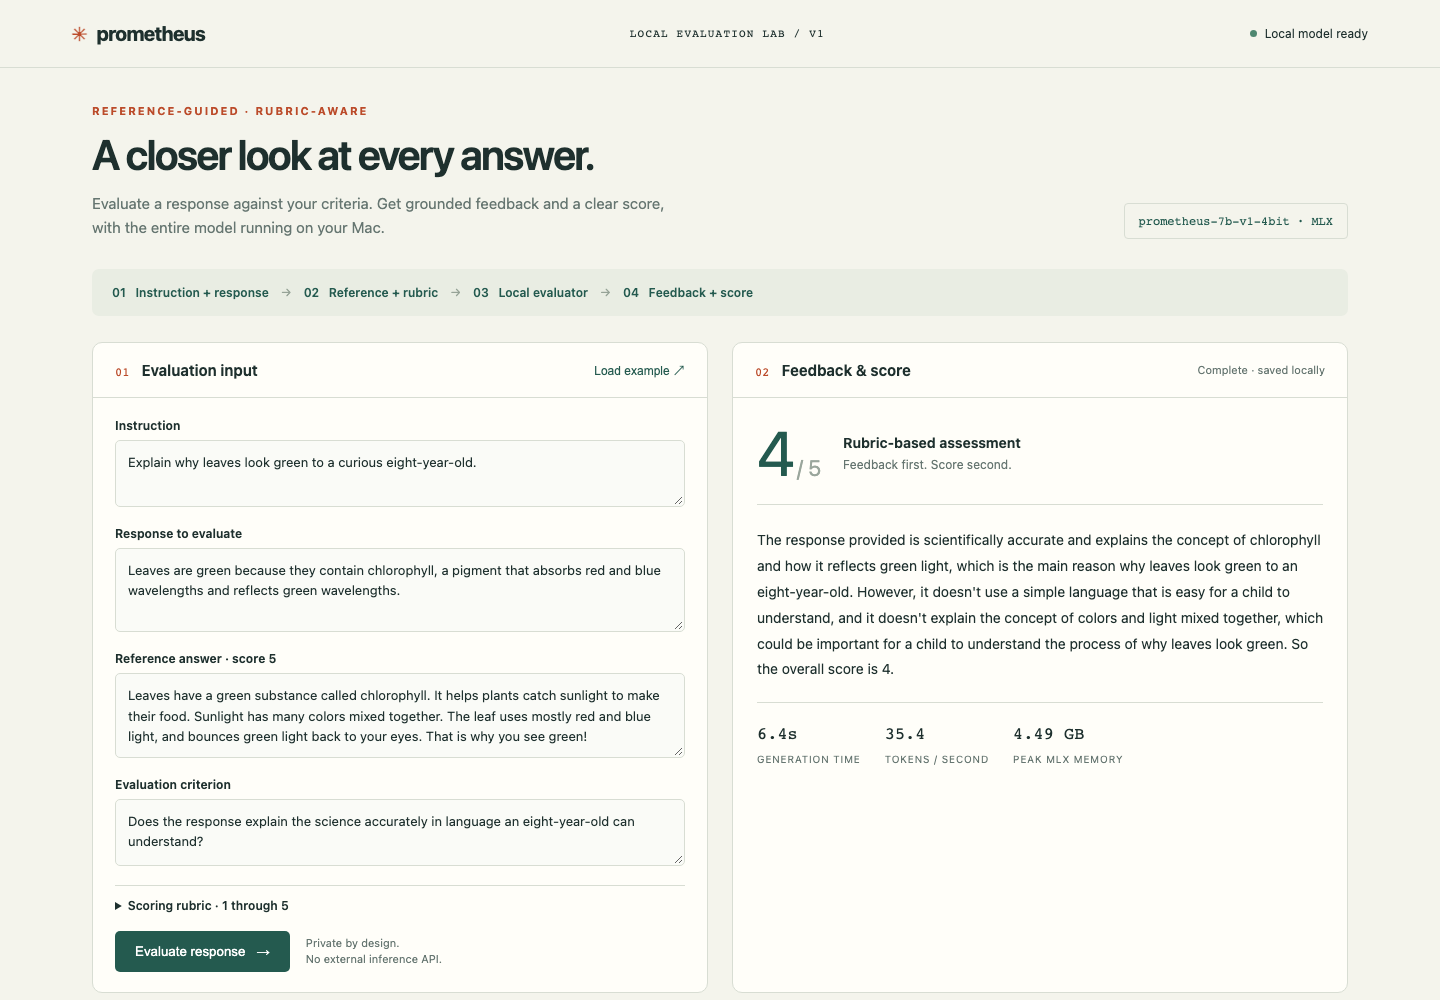 prometheus
LOCAL EVALUATION LAB / V1
Local model ready
REFERENCE-GUIDED · RUBRIC-AWARE
A closer look at every answer.
Evaluate a response against your criteria. Get grounded feedback and a clear score,
with the entire model running on your Mac.
prometheus-7b-v1-4bit · MLX
01 Instruction + response → 02 Reference + rubric → 03 Local evaluator → 04 Feedback + score
01 Evaluation input
Load example ↗
Instruction
Explain why leaves look green to a curious eight-year-old.
Response to evaluate
Leaves are green because they contain chlorophyll, a pigment that absorbs red and blue
wavelengths and reflects green wavelengths.
Reference answer · score 5
Leaves have a green substance called chlorophyll. It helps plants catch sunlight to make
their food. Sunlight has many colors mixed together. The leaf uses mostly red and blue
light, and bounces green light back to your eyes. That is why you see green!
Evaluation criterion
Does the response explain the science accurately in language an eight-year-old can
understand?
Scoring rubric · 1 through 5
Evaluate response →
Private by design.
No external inference API.
02 Feedback & score
Complete · saved locally
4 / 5
Rubric-based assessment
Feedback first. Score second.
The response provided is scientifically accurate and explains the concept of chlorophyll
and how it reflects green light, which is the main reason why leaves look green to an
eight-year-old. However, it doesn't use a simple language that is easy for a child to
understand, and it doesn't explain the concept of colors and light mixed together, which
could be important for a child to understand the process of why leaves look green. So
the overall score is 4.
6.4s
GENERATION TIME
35.4
TOKENS / SECOND
4.49 GB
PEAK MLX MEMORY